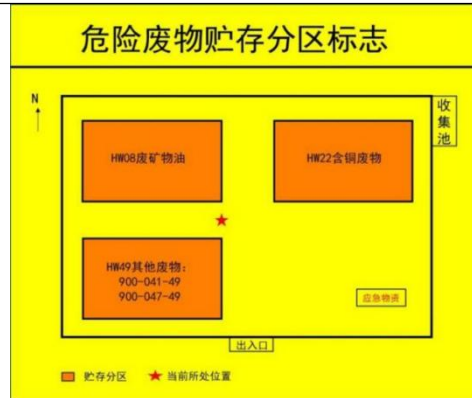 危险废物贮存分区标志
N
收集池
HW08废矿物油
HW22含铜废物
HW49其他废物：
900-041-49
900-047-49
应急物资
出入口
贮存分区
当前所处位置